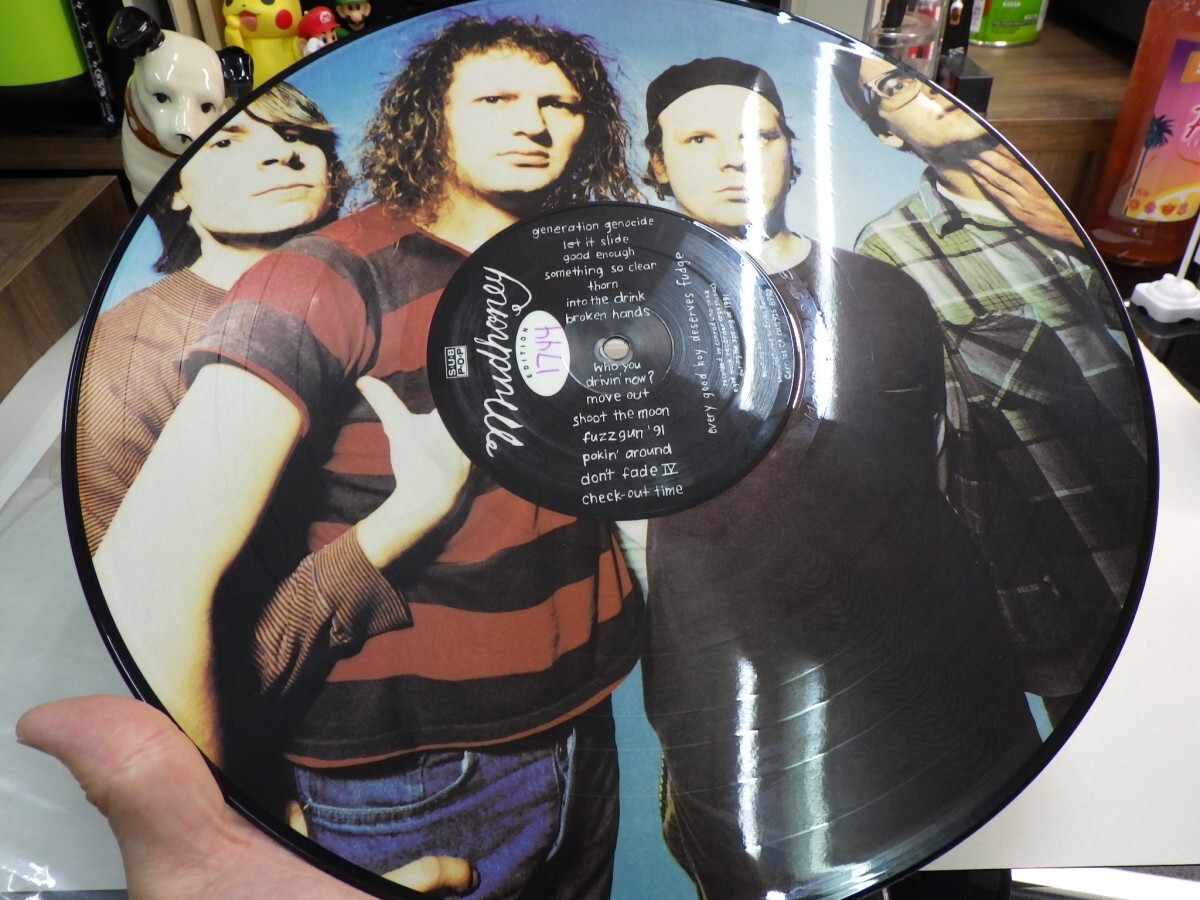 generation genocide
let it slide
good enough
something so clear
thorn
into the drink
broken hands
who you
drivin' now?
move out
shoot the moon
fuzzgun '91
pokin' around
don't fade IV
check-out time
mudhoney
EDITION
4471
SUB
POP
every good boy deserves fudge